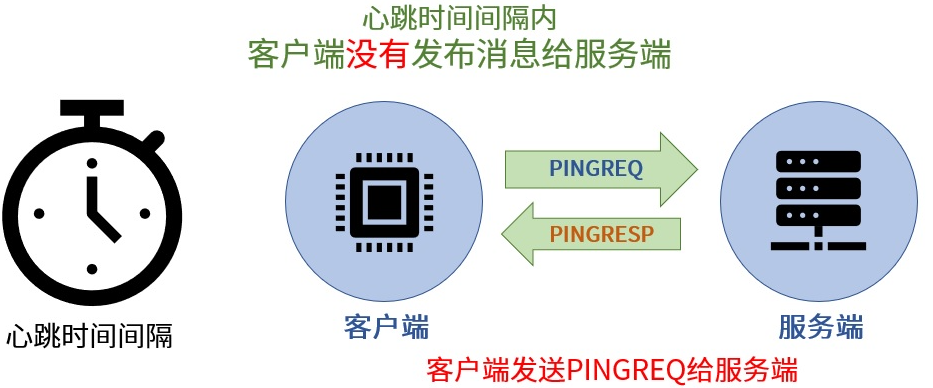 心跳时间间隔内
客户端没有发布消息给服务端
PINGREQ
PINGRESP
心跳时间间隔
客户端
服务端
客户端发送PINGREQ给服务端